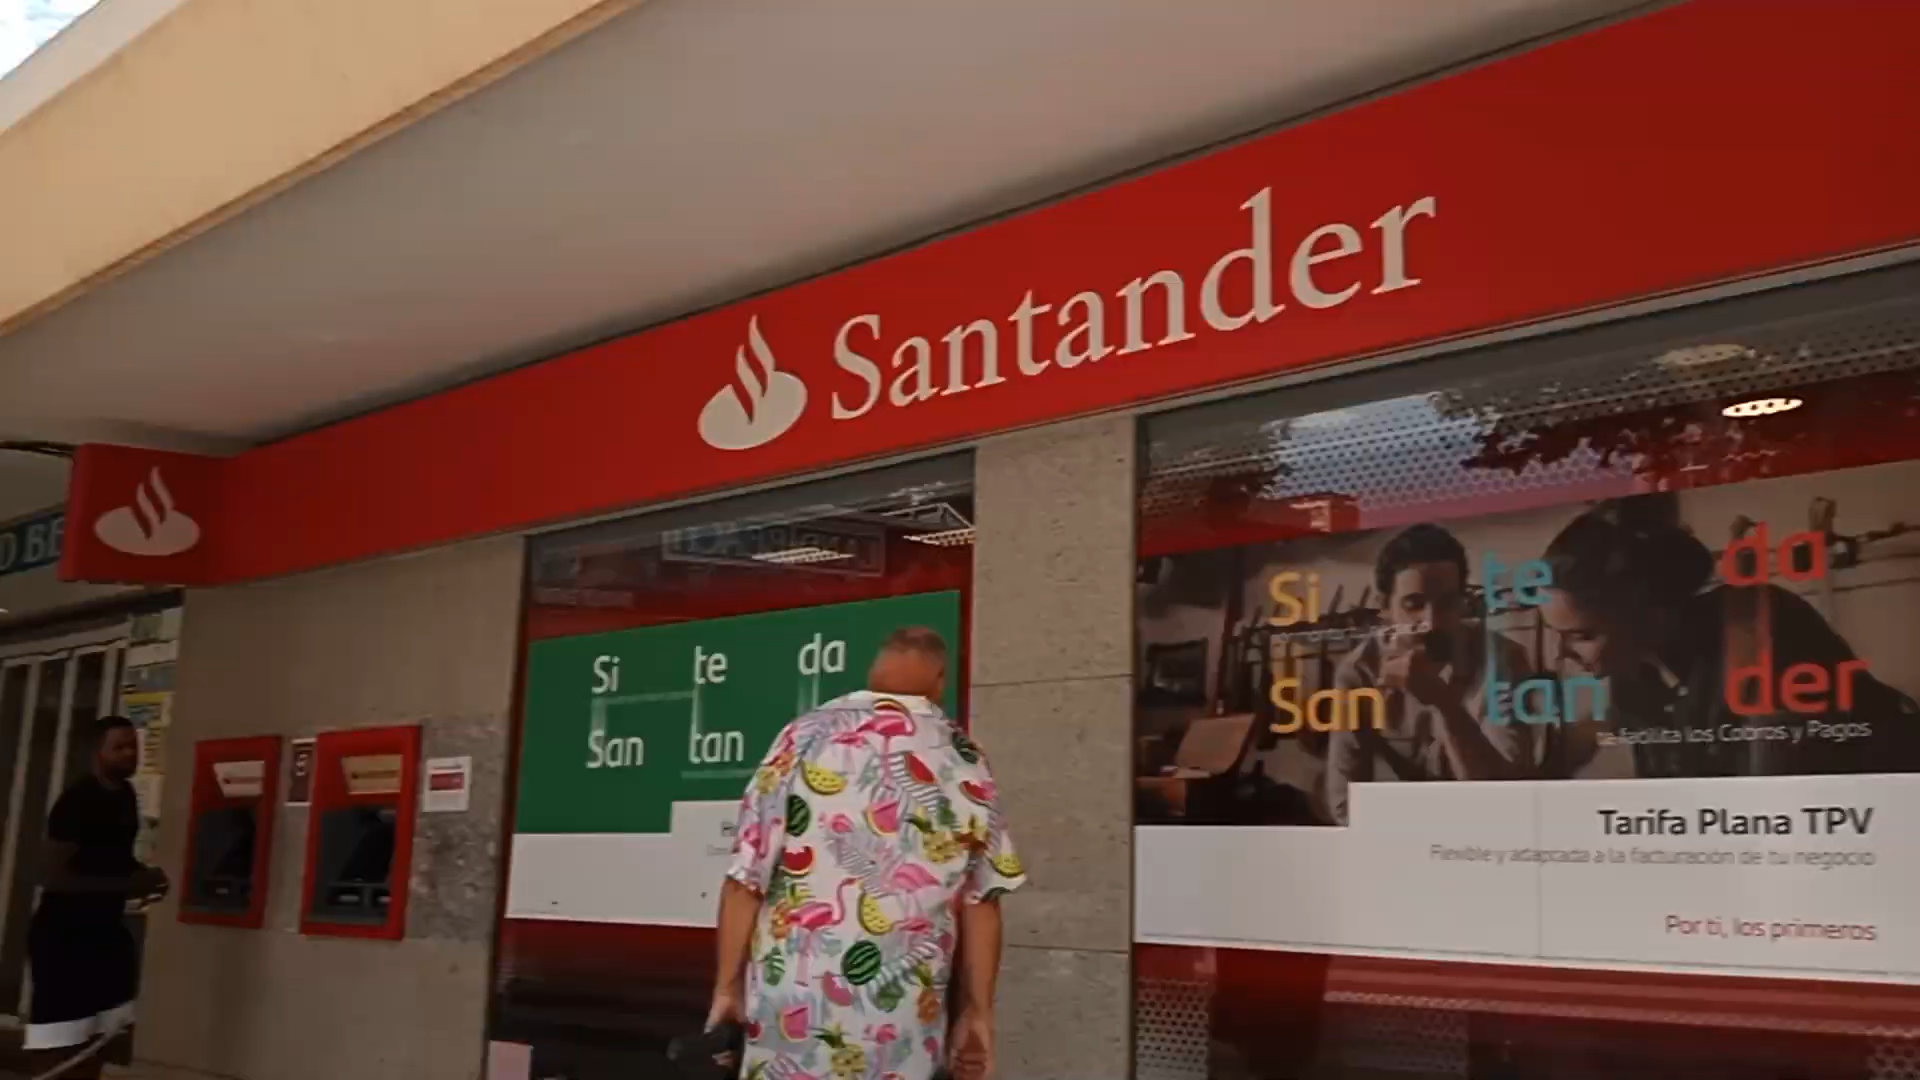 Santander
Si te da
San tan
Si te da
San tan der
te facilita los Cobros y Pagos
Tarifa Plana TPV
Flexible y adaptada a la facturación de tu negocio
Por ti, los primeros